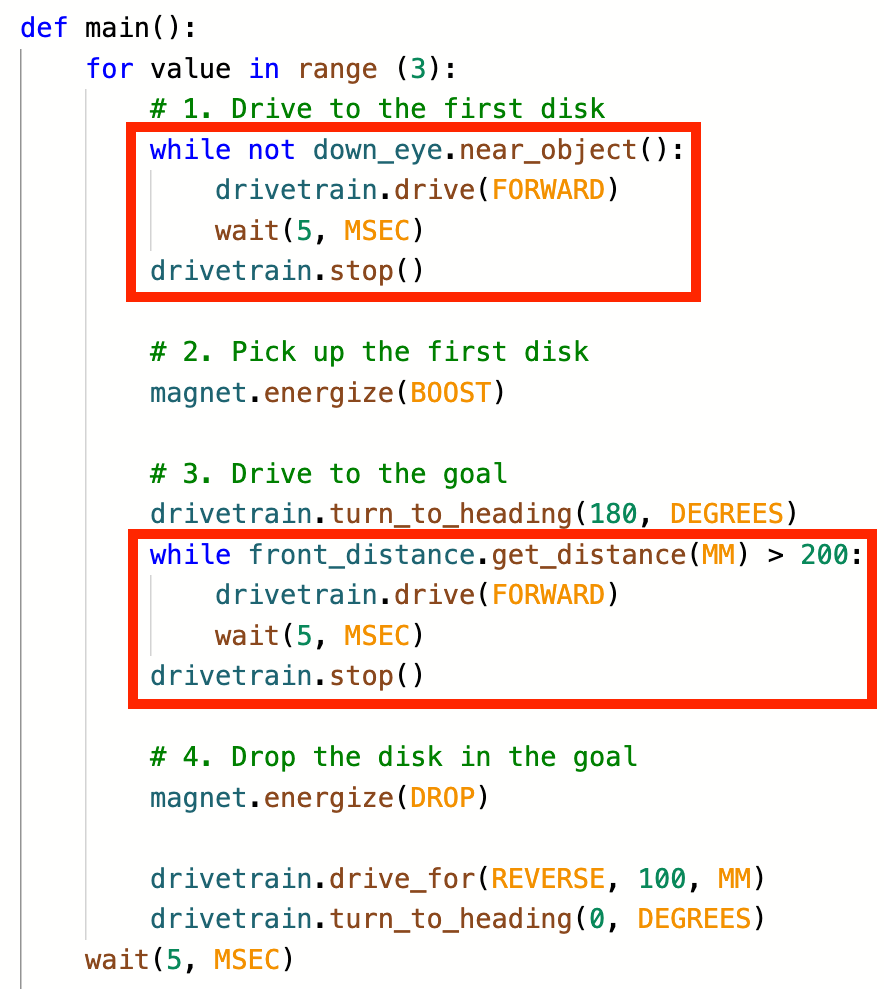 def main():
    for value in range (3):
        # 1. Drive to the first disk
        while not down_eye.near_object():
            drivetrain.drive(FORWARD)
            wait(5, MSEC)
        drivetrain.stop()

        # 2. Pick up the first disk
        magnet.energize(BOOST)

        # 3. Drive to the goal
        drivetrain.turn_to_heading(180, DEGREES)
        while front_distance.get_distance(MM) > 200:
            drivetrain.drive(FORWARD)
            wait(5, MSEC)
        drivetrain.stop()

        # 4. Drop the disk in the goal
        magnet.energize(DROP)

        drivetrain.drive_for(REVERSE, 100, MM)
        drivetrain.turn_to_heading(0, DEGREES)
    wait(5, MSEC)